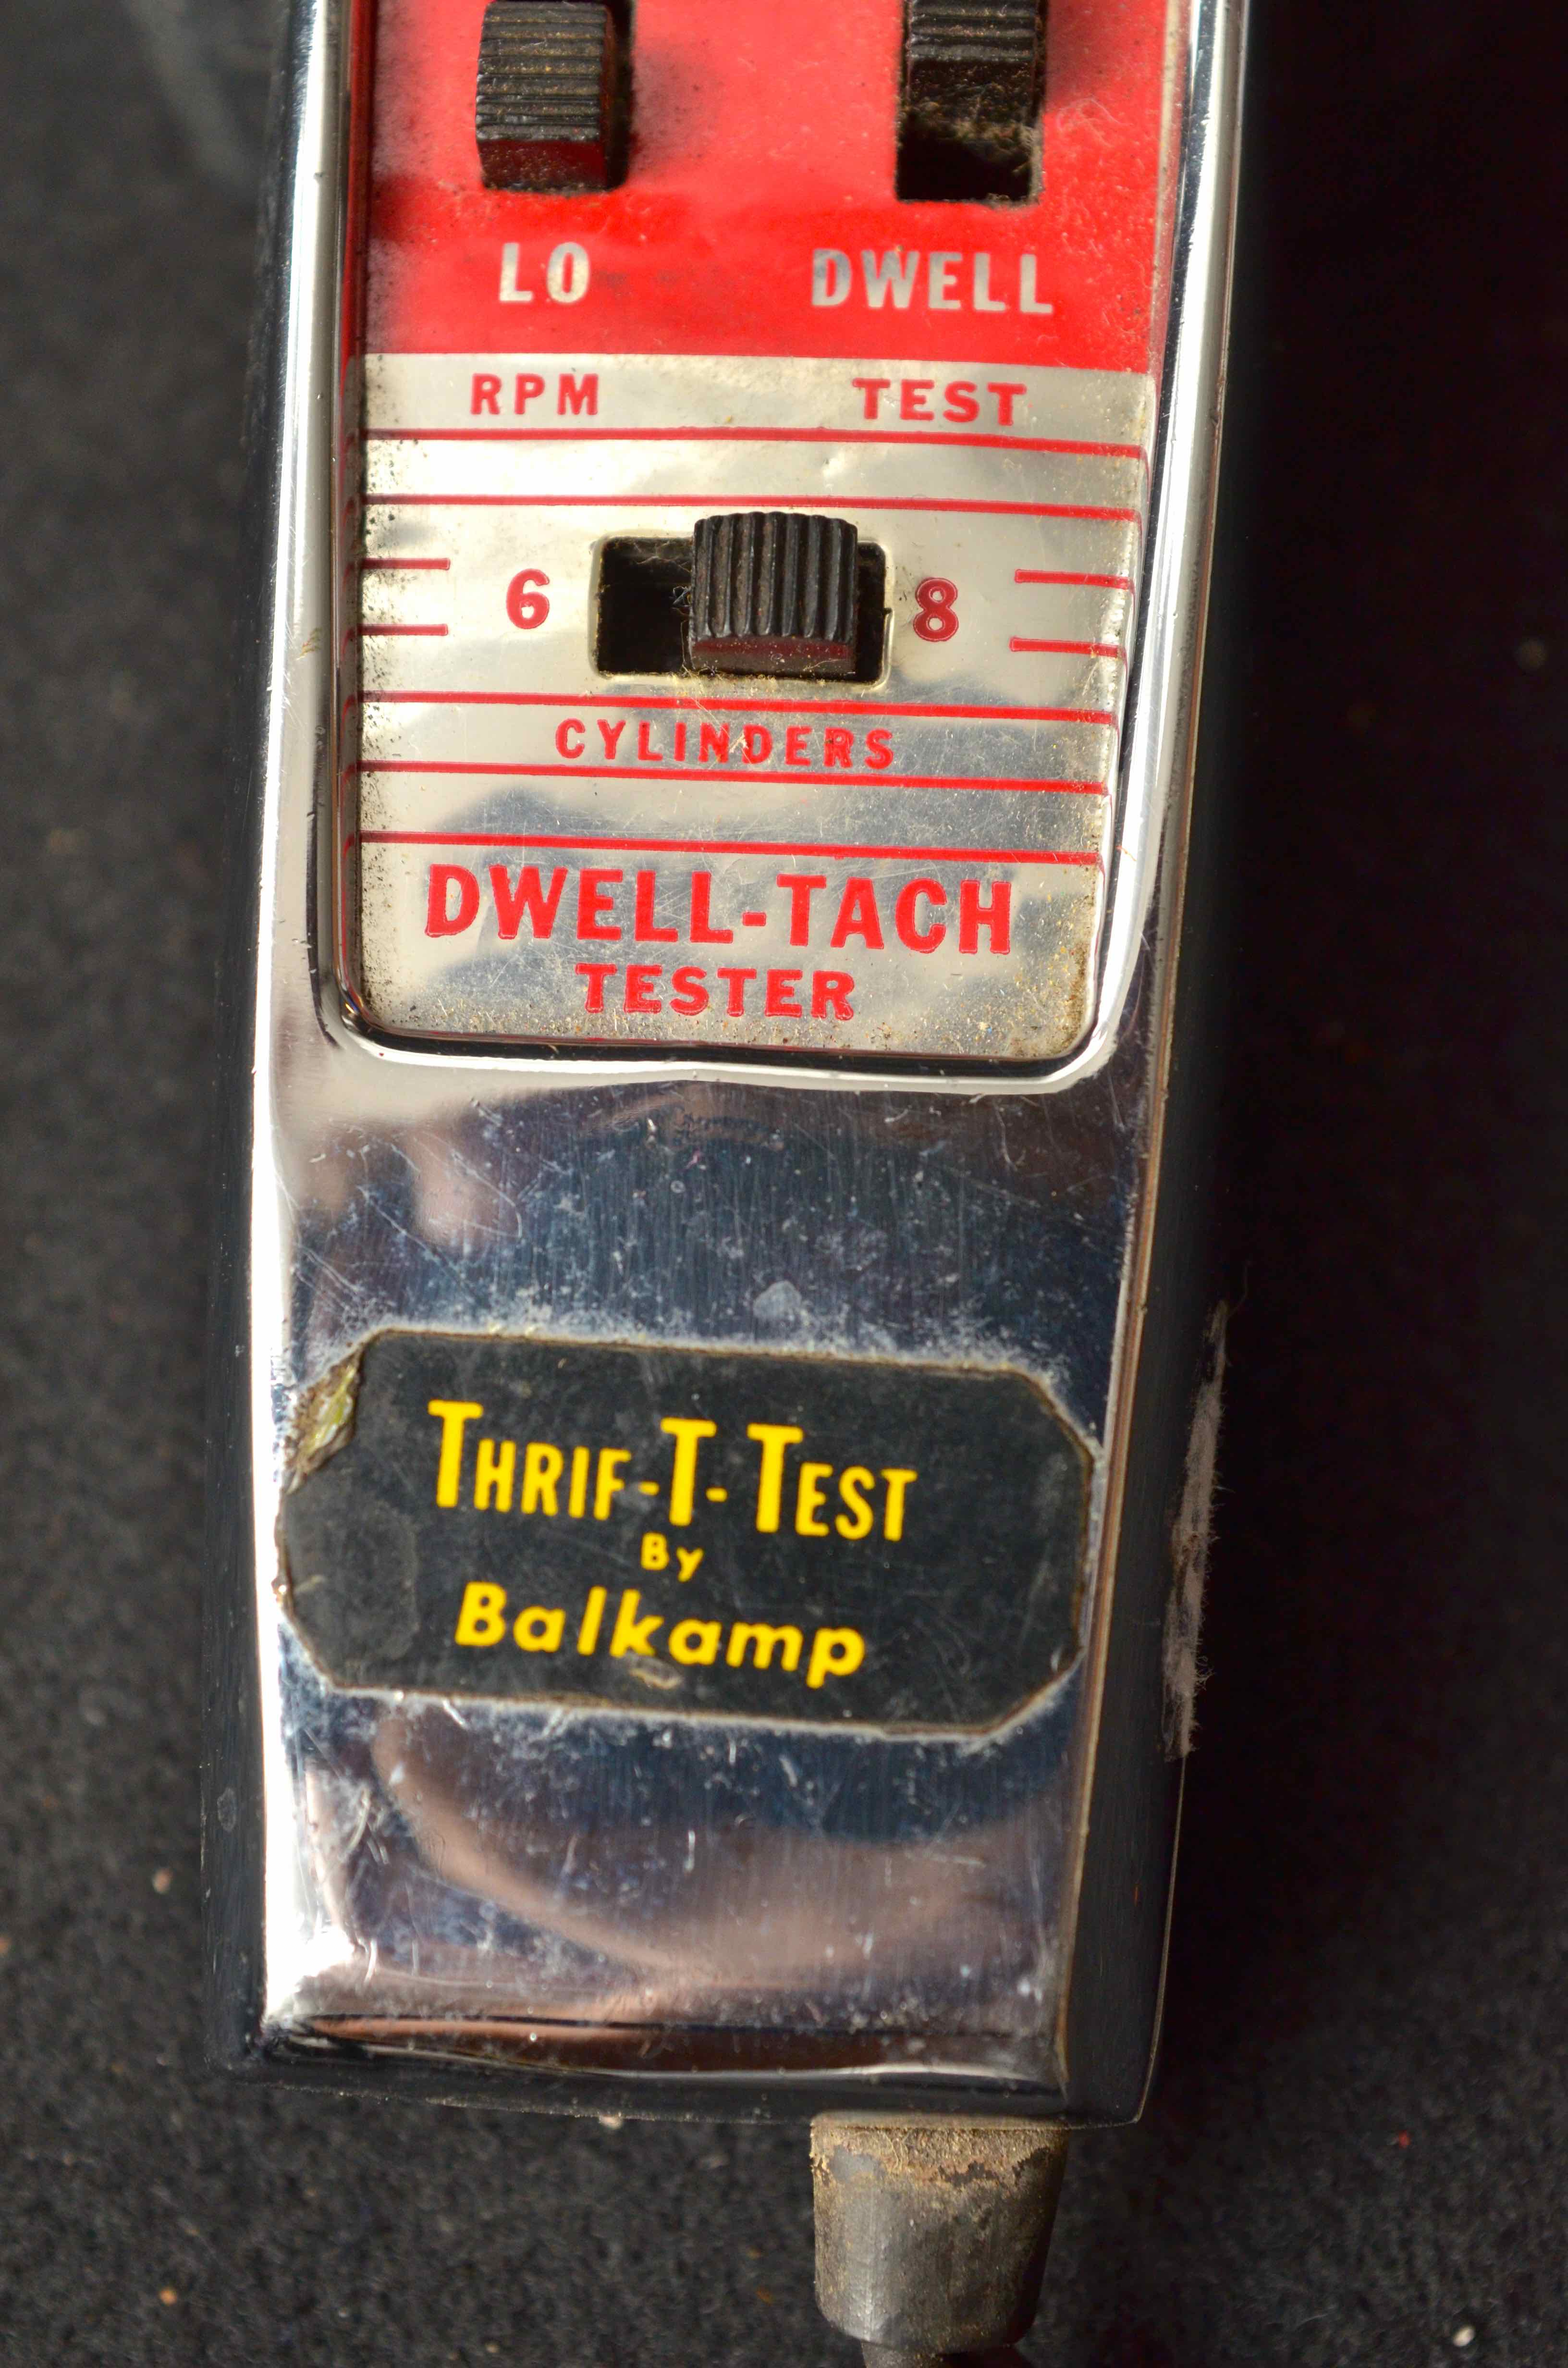 LO DWELL
RPM TEST
6 8
CYLINDERS
DWELL-TACH
TESTER
THRIF-T-TEST
By
Balkamp